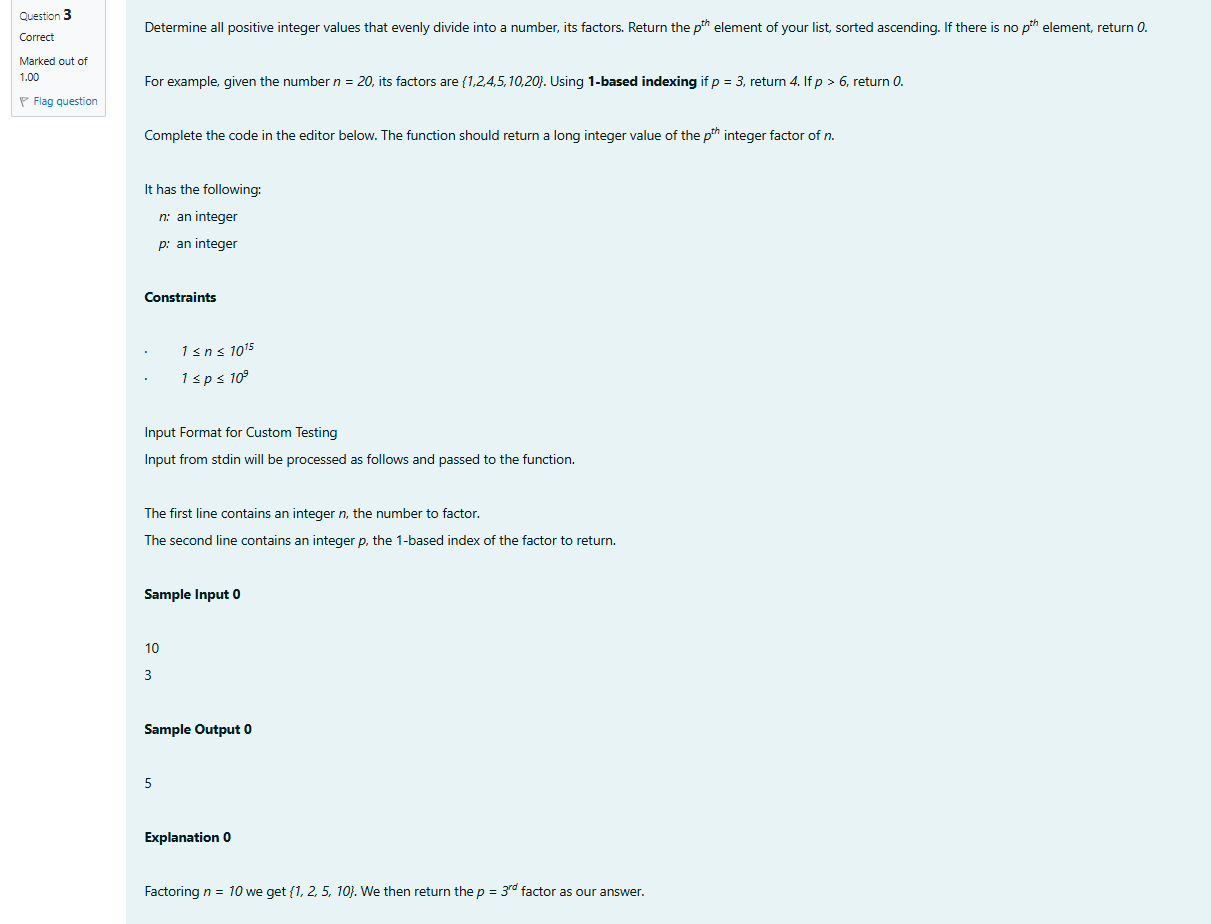 Question 3
Correct
Marked out of
1.00
Flag question
Determine all positive integer values that evenly divide into a number, its factors. Return the pth element of your list, sorted ascending. If there is no pth element, return 0.
For example, given the number n = 20, its factors are {1,2,4,5,10,20}. Using 1-based indexing if p = 3, return 4. If p > 6, return 0.
Complete the code in the editor below. The function should return a long integer value of the pth integer factor of n.
It has the following:
n: an integer
p: an integer
Constraints
· 1 ≤ n ≤ 10^15
· 1 ≤ p ≤ 10^9
Input Format for Custom Testing
Input from stdin will be processed as follows and passed to the function.
The first line contains an integer n, the number to factor.
The second line contains an integer p, the 1-based index of the factor to return.
Sample Input 0
10
3
Sample Output 0
5
Explanation 0
Factoring n = 10 we get {1, 2, 5, 10}. We then return the p = 3rd factor as our answer.